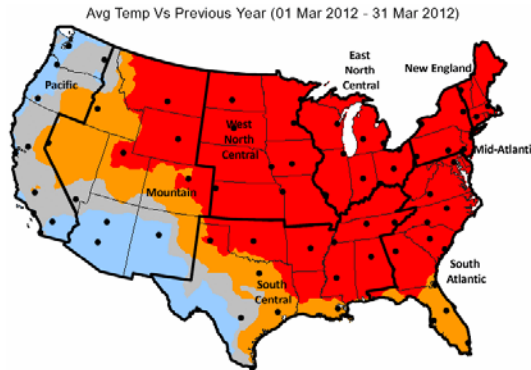 Avg Temp Vs Previous Year (01 Mar 2012 - 31 Mar 2012)
East
North
Central
New England
Pacific
West
North
Central
Mid-Atlanti
Mountain
South
Atlantic
South
Central